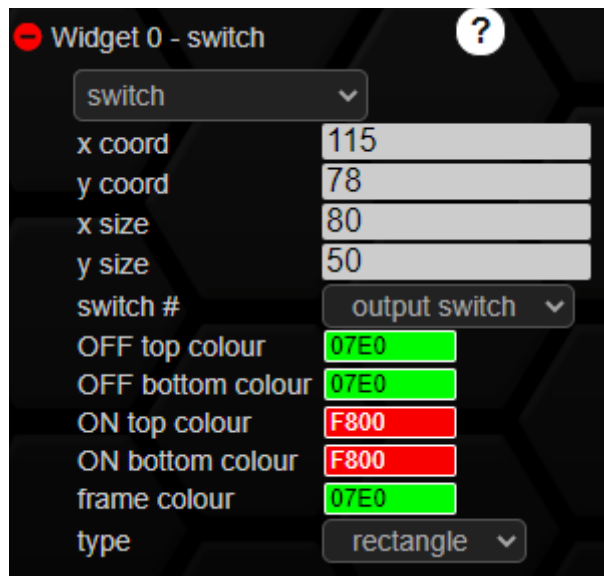 Widget 0 - switch ?
switch
x coord 115
y coord 78
x size 80
y size 50
switch # output switch
OFF top colour 07E0
OFF bottom colour 07E0
ON top colour F800
ON bottom colour F800
frame colour 07E0
type rectangle